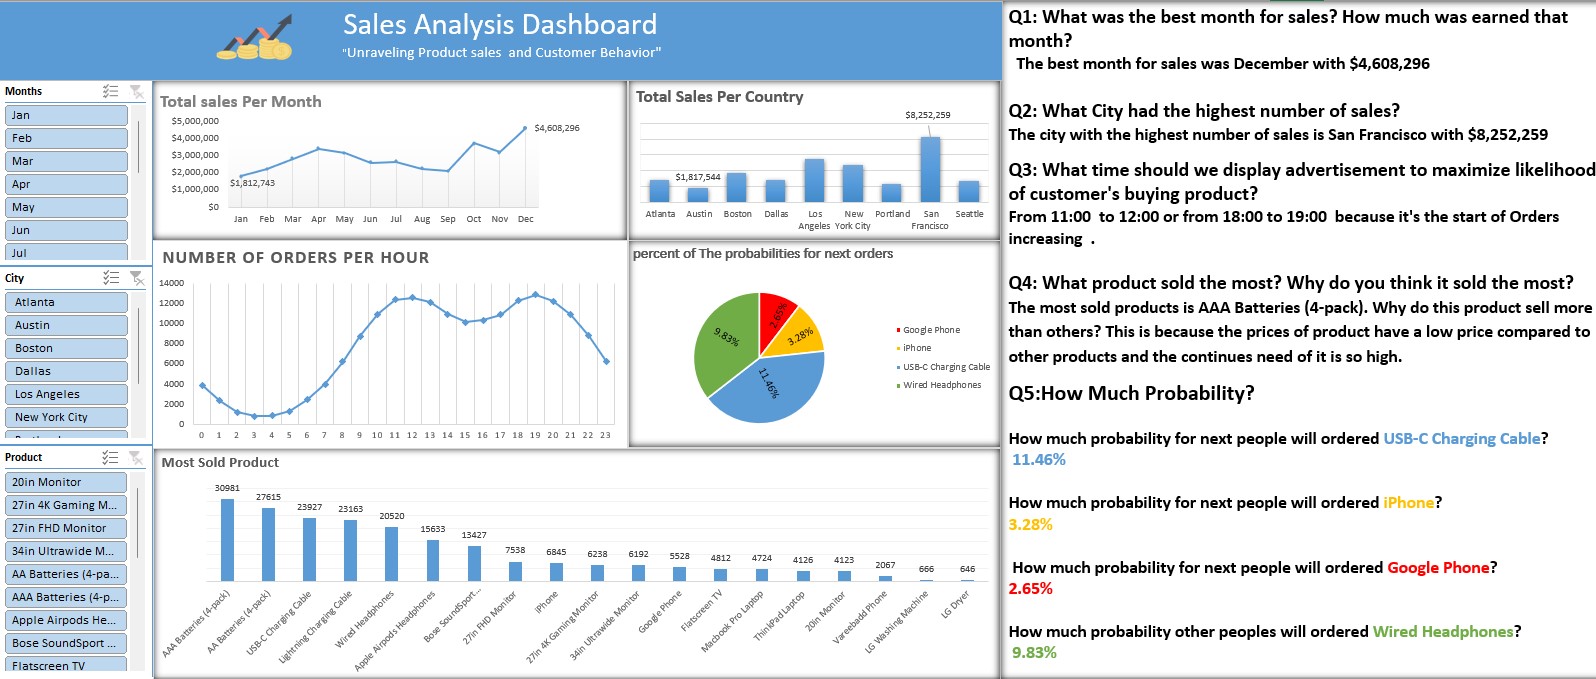 Sales Analysis Dashboard
"Unraveling Product sales and Customer Behavior"
Months
Jan
Feb
Mar
Apr
May
Jun
Jul
City
Atlanta
Austin
Boston
Dallas
Los Angeles
New York City
Product
20in Monitor
27in 4K Gaming M...
27in FHD Monitor
34in Ultrawide M...
AA Batteries (4-pa...
AAA Batteries (4-p...
Apple Airpods He...
Bose SoundSport ...
Flatscreen TV
Total sales Per Month
$5,000,000
$4,000,000
$3,000,000
$2,000,000
$1,000,000
$0
$1,812,743
$4,608,296
Jan Feb Mar Apr May Jun Jul Aug Sep Oct Nov Dec
Total Sales Per Country
$8,252,259
$1,817,544
Atlanta Austin Boston Dallas Los New Portland San Seattle
Angeles York City Francisco
NUMBER OF ORDERS PER HOUR
14000
12000
10000
8000
6000
4000
2000
0
0 1 2 3 4 5 6 7 8 9 10 11 12 13 14 15 16 17 18 19 20 21 22 23
percent of The probabilities for next orders
2.65%
3.28%
11.46%
9.83%
Google Phone
iPhone
USB-C Charging Cable
Wired Headphones
Most Sold Product
30981 27615 23927 23163 20520 15633 13427 7538 6845 6238 6192 5528 4812 4724 4126 4123 2067 666 646
AAA Batteries (4-pack)
AA Batteries (4-pack)
USB-C Charging Cable
Lightning Charging Cable
Wired Headphones
Apple Airpods Headphones
Bose SoundSport...
27in FHD Monitor
iPhone
27in 4K Gaming Monitor
34in Ultrawide Monitor
Google Phone
Flatscreen TV
Macbook Pro Laptop
ThinkPad Laptop
20in Monitor
Vareebadd Phone
LG Washing Machine
LG Dryer
Q1: What was the best month for sales? How much was earned that
month?
The best month for sales was December with $4,608,296
Q2: What City had the highest number of sales?
The city with the highest number of sales is San Francisco with $8,252,259
Q3: What time should we display advertisement to maximize likelihood
of customer's buying product?
From 11:00 to 12:00 or from 18:00 to 19:00 because it's the start of Orders
increasing .
Q4: What product sold the most? Why do you think it sold the most?
The most sold products is AAA Batteries (4-pack). Why do this product sell more
than others? This is because the prices of product have a low price compared to
other products and the continues need of it is so high.
Q5:How Much Probability?
How much probability for next people will ordered USB-C Charging Cable?
11.46%
How much probability for next people will ordered iPhone?
3.28%
How much probability for next people will ordered Google Phone?
2.65%
How much probability other peoples will ordered Wired Headphones?
9.83%